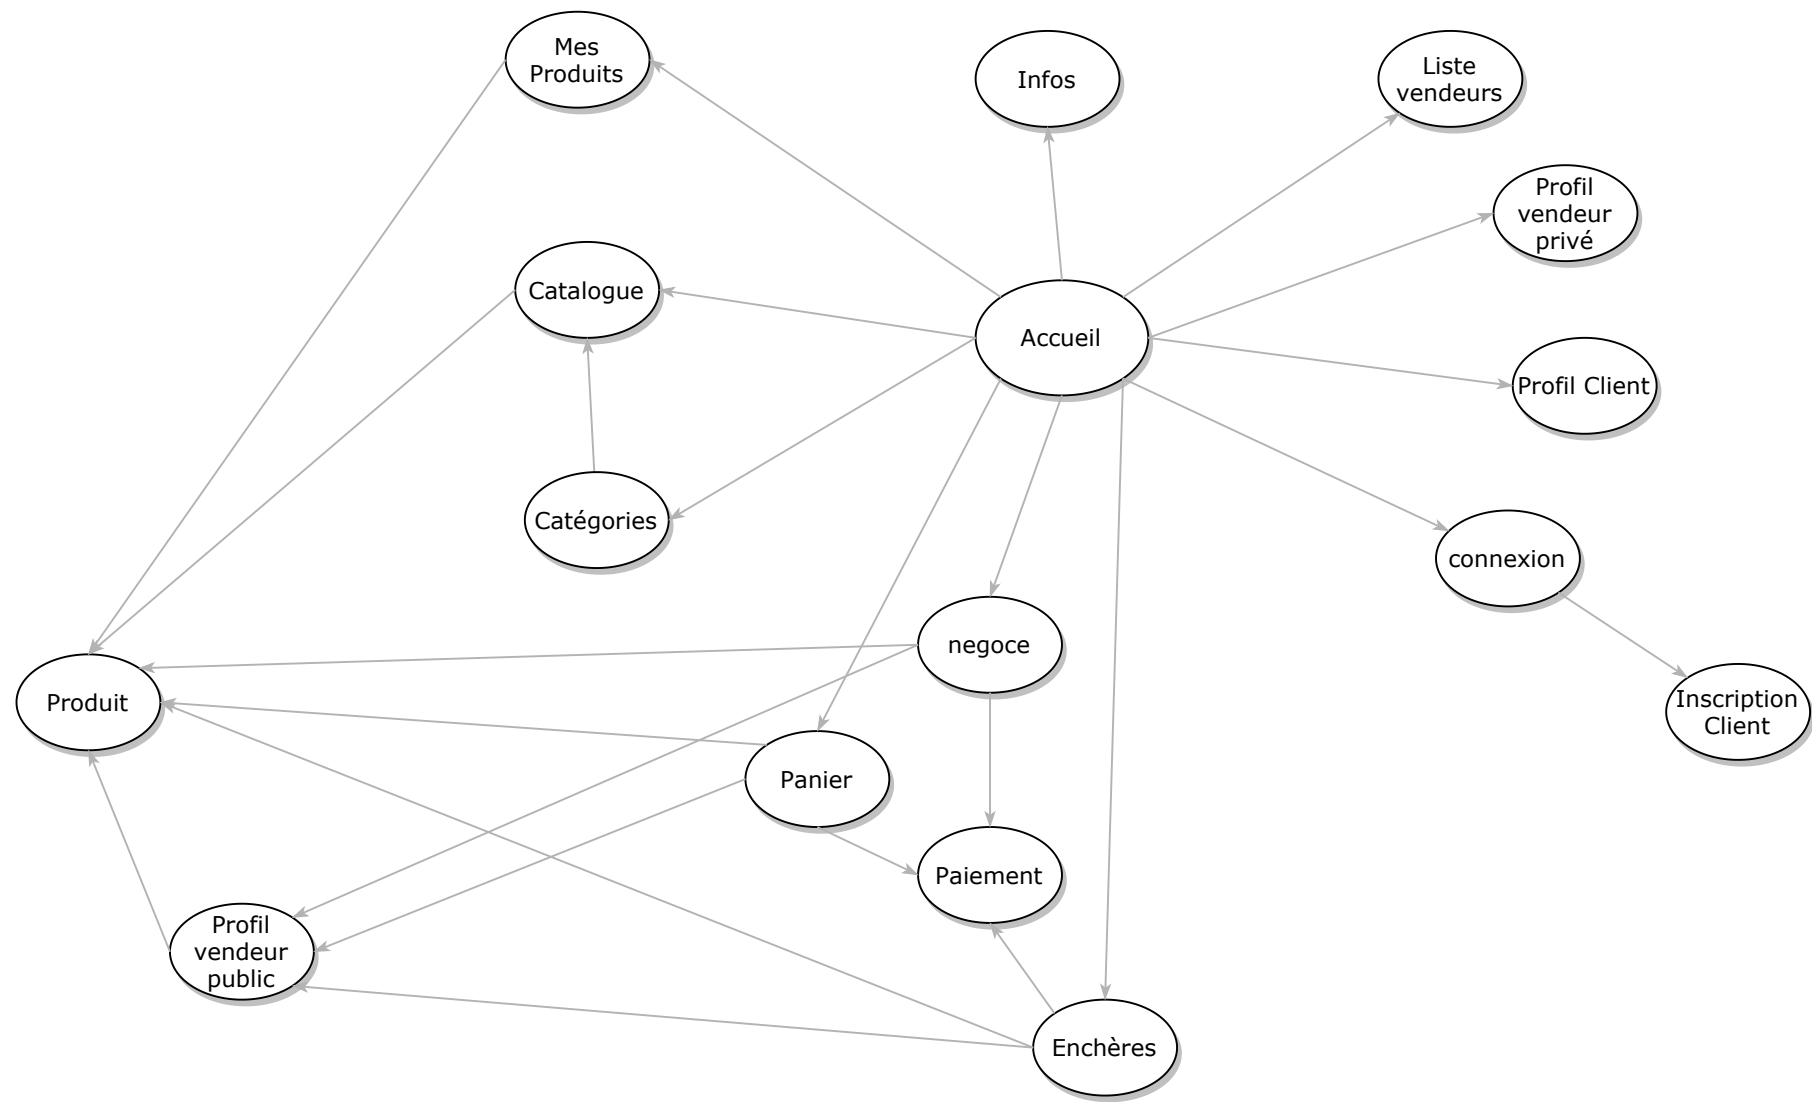 Mes
Produits
Infos
Liste
vendeurs
Profil
vendeur
privé
Catalogue
Accueil
Profil Client
Catégories
connexion
negoce
Produit
Inscription
Client
Panier
Paiement
Profil
vendeur
public
Enchères